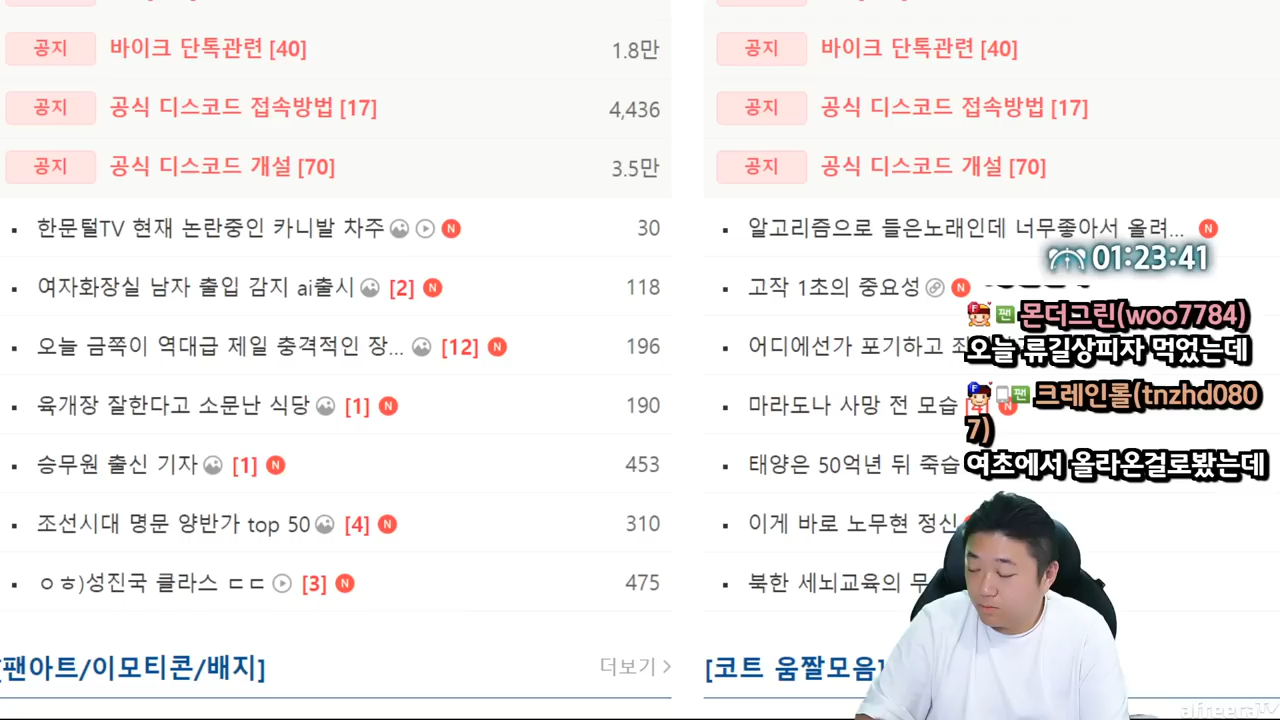 공지 바이크 단톡관련 [40] 1.8만
공지 공식 디스코드 접속방법 [17] 4,436
공지 공식 디스코드 개설 [70] 3.5만
한문털TV 현재 논란중인 카니발 차주 N 30
여자화장실 남자 출입 감지 ai출시 [2] N 118
오늘 금쪽이 역대급 제일 충격적인 장... [12] N 196
육개장 잘한다고 소문난 식당 [1] N 190
승무원 출신 기자 [1] N 453
조선시대 명문 양반가 top 50 [4] N 310
ㅇㅎ)성진국 클라스 ㄷㄷ [3] N 475
[팬아트/이모티콘/배지] 더보기 >
공지 바이크 단톡관련 [40]
공지 공식 디스코드 접속방법 [17]
공지 공식 디스코드 개설 [70]
알고리즘으로 들은노래인데 너무좋아서 올려... N
01:23:41
고작 1초의 중요성 N
어디에선가 포기하고
마라도나 사망 전 모습 N
태양은 50억년 뒤 죽습
이게 바로 노무현 정신
북한 세뇌교육의
[코트 움짤모음]
F 팬 몬더그린(woo7784)
오늘 류길상피자 먹었는데
F 팬 크레인롤(tnzhd080
7)
여초에서 올라온걸로봤는데
afreecaTV